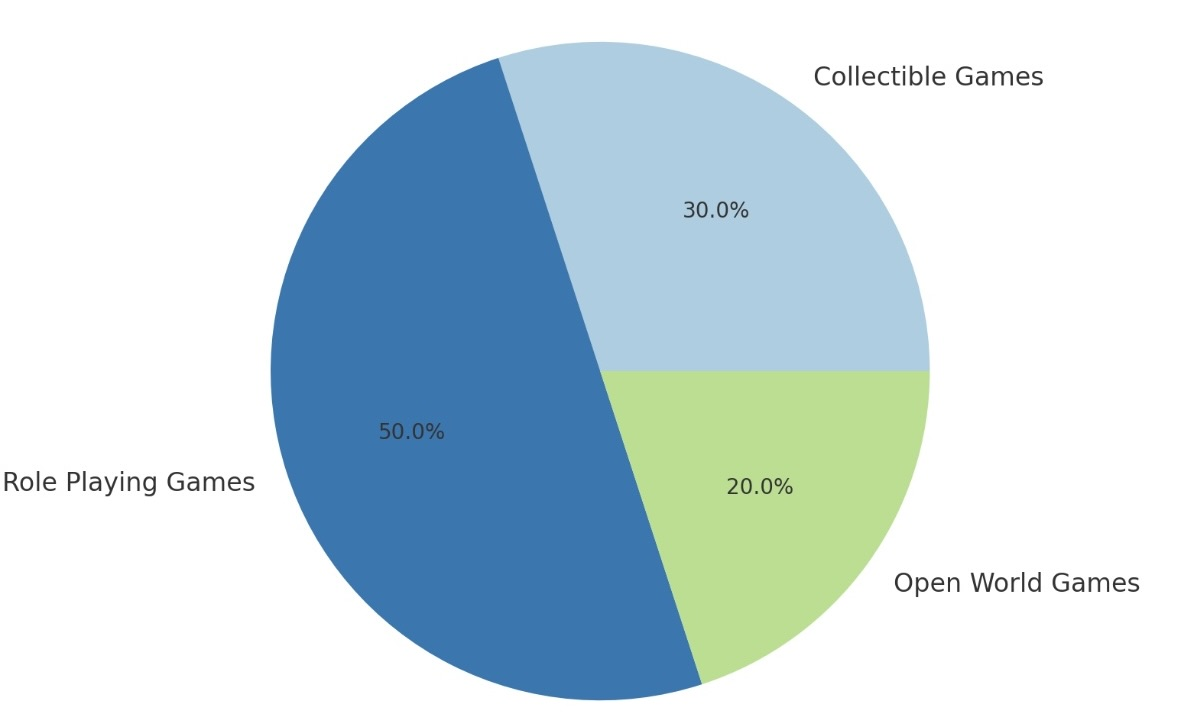 Collectible Games
30.0%
50.0%
Role Playing Games
20.0%
Open World Games